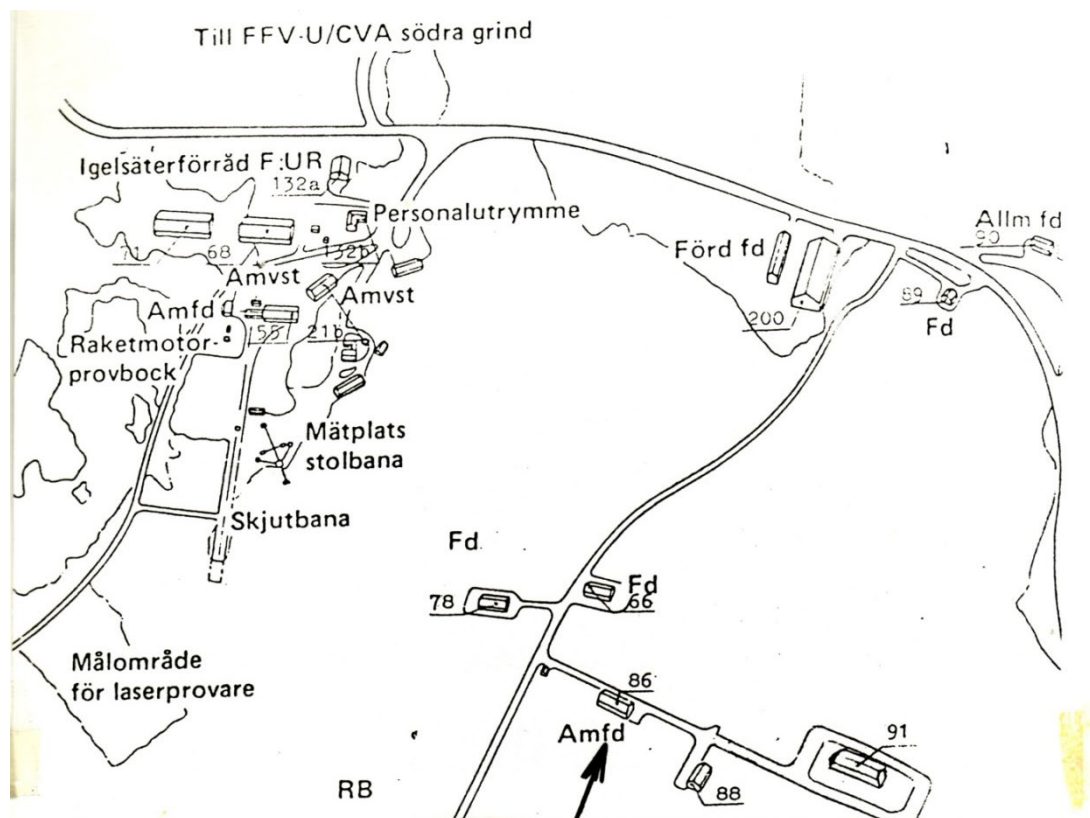 Till FFV-U/CVA södra grind
Igelsäterförråd F:UR
132a
Personalutrymme
Allm fd
90
71
68
132b
Förd fd
Amvst
Amvst
89
Amfd
200
Fd
55
21b
Raketmotor-
provbock
Mätplats
stolbana
Skjutbana
Fd
Fd
78
66
Målområde
för laserprovare
86
Amfd
91
88
RB